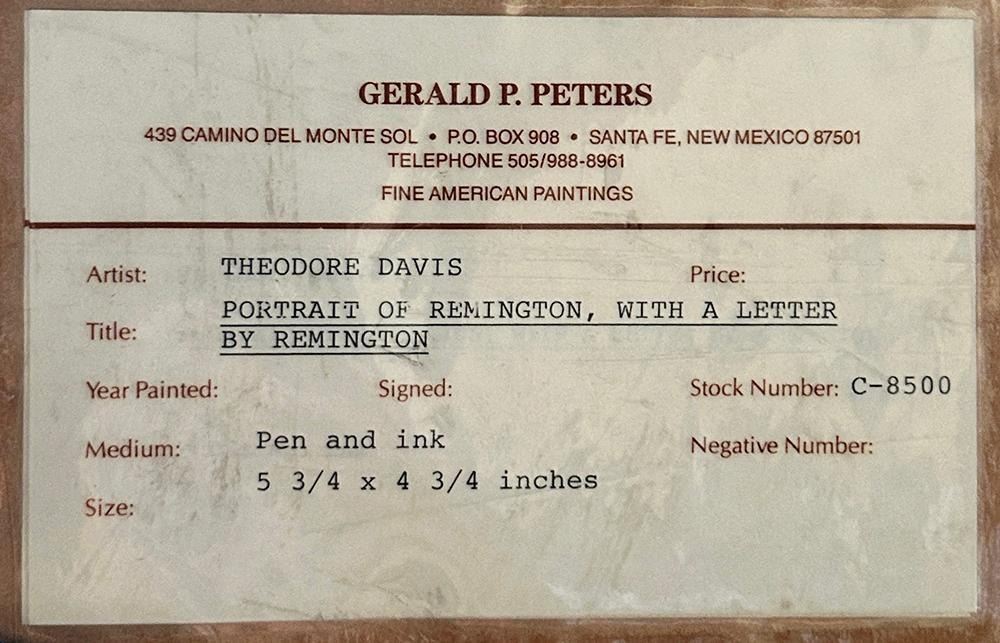 GERALD P. PETERS
439 CAMINO DEL MONTE SOL • P.O. BOX 908 • SANTA FE, NEW MEXICO 87501
TELEPHONE 505/988-8961
FINE AMERICAN PAINTINGS
Artist: THEODORE DAVIS Price:
Title: PORTRAIT OF REMINGTON, WITH A LETTER
BY REMINGTON
Year Painted: Signed: Stock Number: C-8500
Medium: Pen and ink Negative Number:
5 3/4 x 4 3/4 inches
Size: